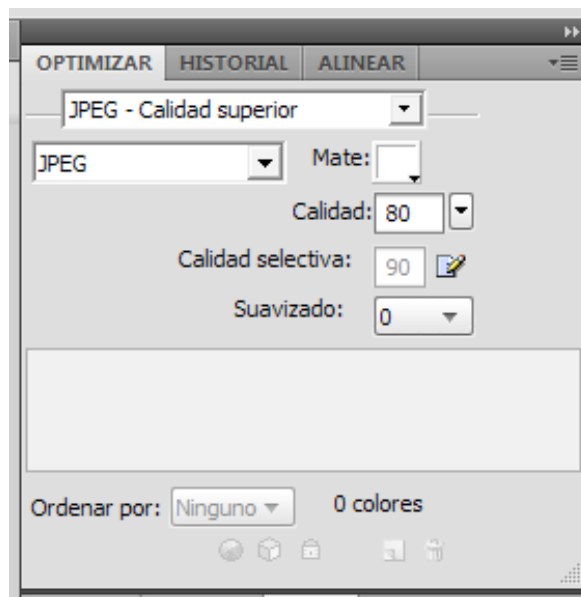 OPTIMIZAR HISTORIAL ALINEAR
JPEG - Calidad superior
JPEG Mate:
Calidad: 80
Calidad selectiva: 90
Suavizado: 0
Ordenar por: Ninguno 0 colores